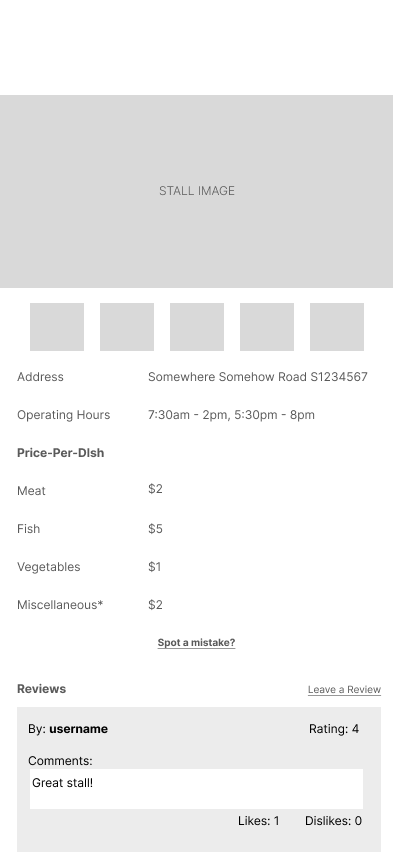 STALL IMAGE
Address Somewhere Somehow Road S1234567
Operating Hours 7:30am - 2pm, 5:30pm - 8pm
Price-Per-DIsh
Meat $2
Fish $5
Vegetables $1
Miscellaneous* $2
Spot a mistake?
Reviews Leave a Review
By: username Rating: 4
Comments:
Great stall!
Likes: 1 Dislikes: 0